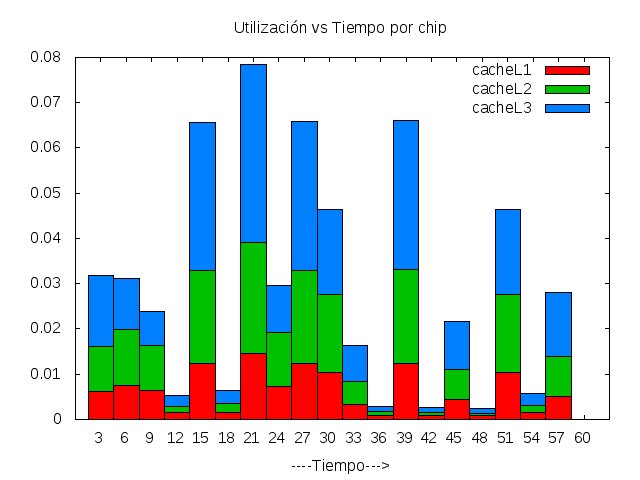 Utilización vs Tiempo por chip
cacheL1
cacheL2
cacheL3
0.08
0.07
0.06
0.05
0.04
0.03
0.02
0.01
0
3 6 9 12 15 18 21 24 27 30 33 36 39 42 45 48 51 54 57 60
----Tiempo--->